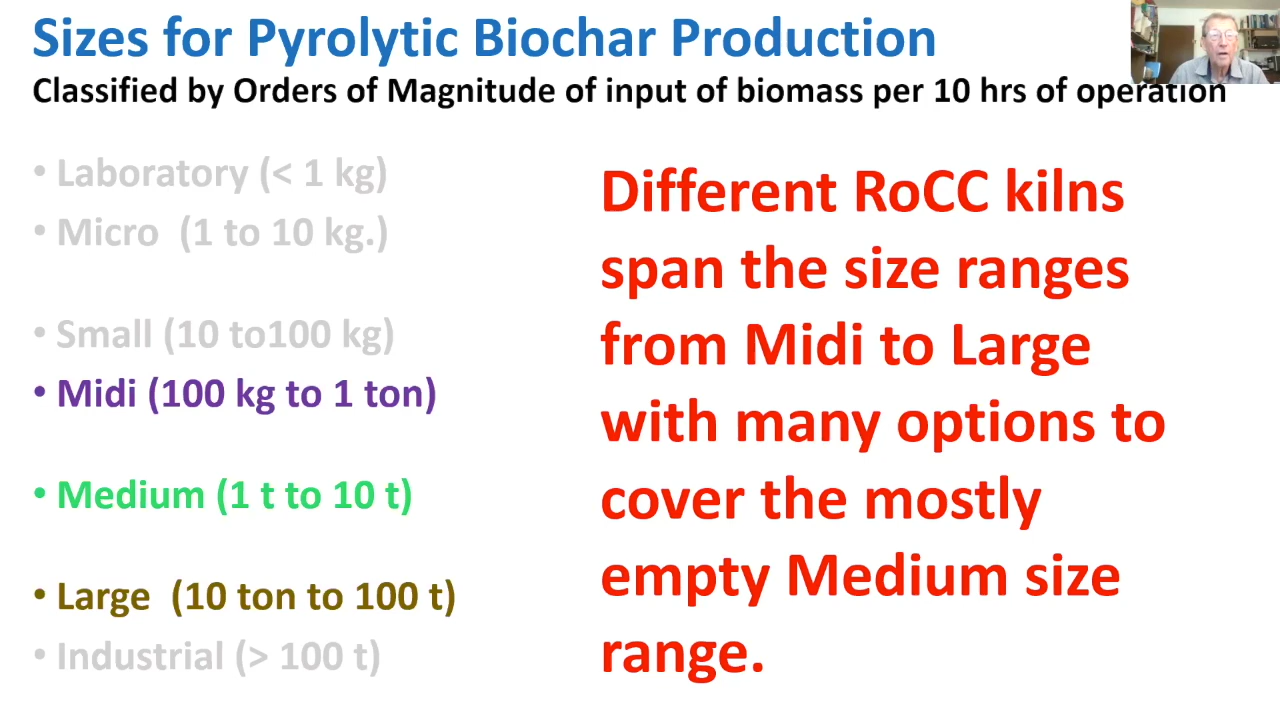 Sizes for Pyrolytic Biochar Production
Classified by Orders of Magnitude of input of biomass per 10 hrs of operation
• Laboratory (< 1 kg)
• Micro (1 to 10 kg.)
• Small (10 to100 kg)
• Midi (100 kg to 1 ton)
• Medium (1 t to 10 t)
• Large (10 ton to 100 t)
• Industrial (> 100 t)
Different RoCC kilns
span the size ranges
from Midi to Large
with many options to
cover the mostly
empty Medium size
range.